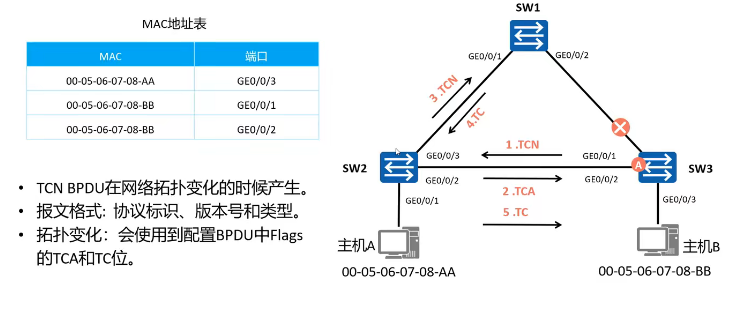 MAC地址表
MAC 端口
00-05-06-07-08-AA GE0/0/3
00-05-06-07-08-BB GE0/0/1
00-05-06-07-08-BB GE0/0/2
• TCN BPDU在网络拓扑变化的时候产生。
• 报文格式: 协议标识、版本号和类型。
• 拓扑变化：会使用到配置BPDU中Flags
的TCA和TC位。
SW1
GE0/0/1
GE0/0/2
3 .TCN
4.TC
1 .TCN
SW2
GE0/0/3
GE0/0/1
A
SW3
GE0/0/2
2 .TCA
GE0/0/2
GE0/0/1
5 .TC
GE0/0/3
主机A
主机B
00-05-06-07-08-AA
00-05-06-07-08-BB